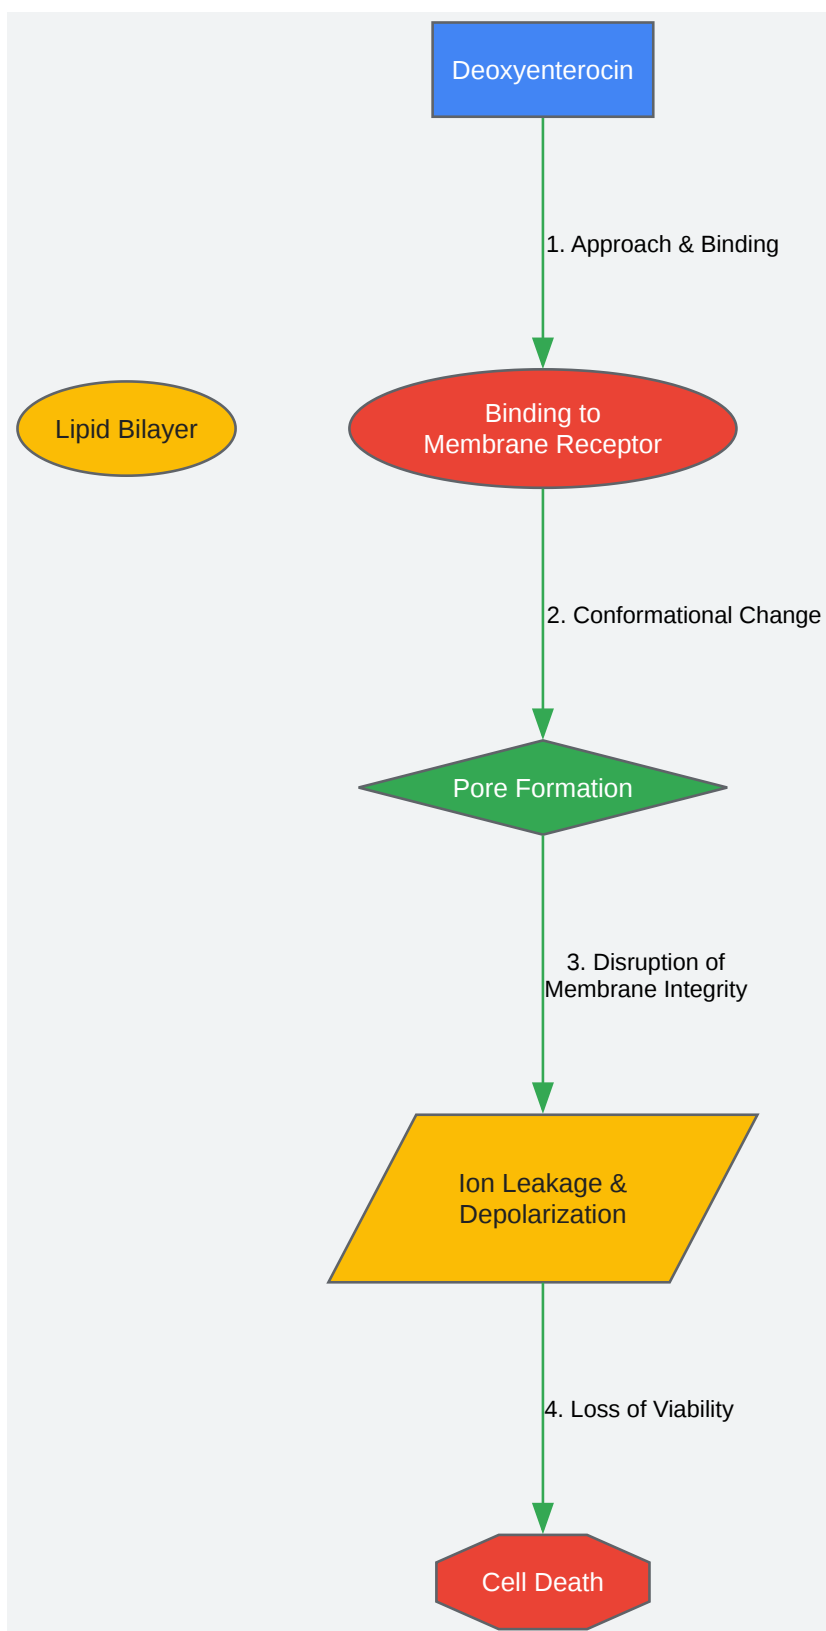 Deoxyenterocin
1. Approach & Binding
Lipid Bilayer
Binding to
Membrane Receptor
2. Conformational Change
Pore Formation
3. Disruption of
Membrane Integrity
Ion Leakage &
Depolarization
4. Loss of Viability
Cell Death